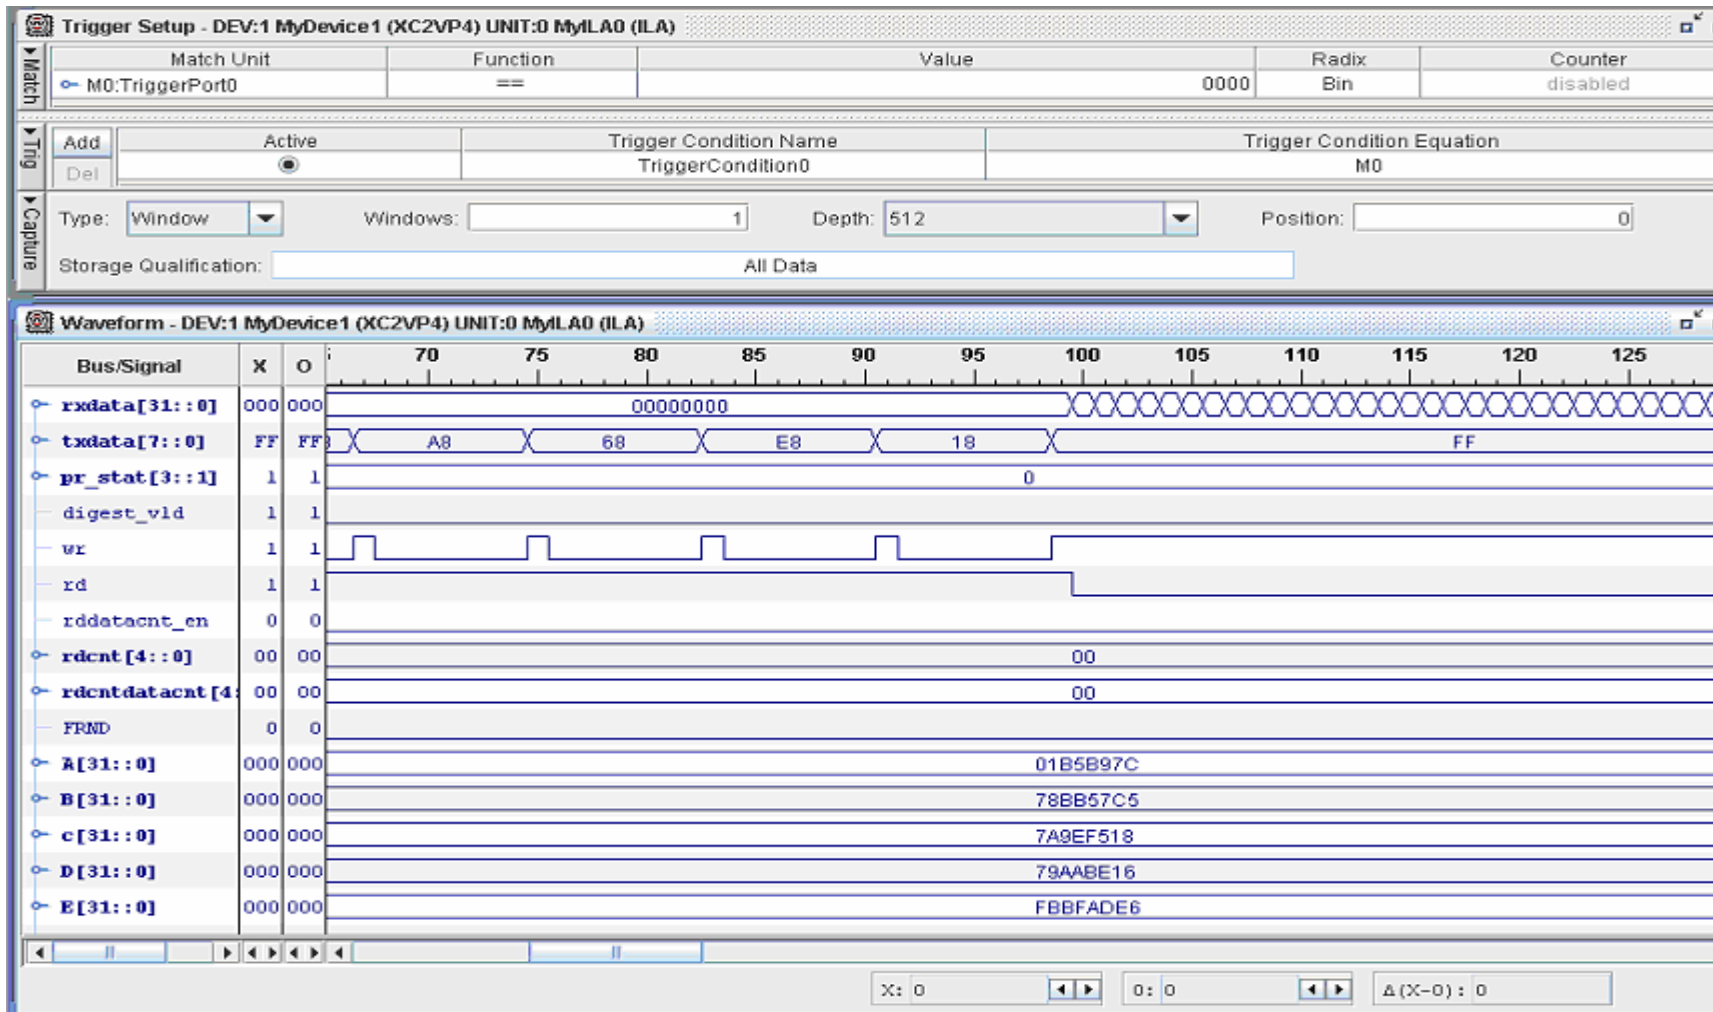 Trigger Setup - DEV:1 MyDevice1 (XC2VP4) UNIT:0 MyILA0 (ILA)
Match
Match Unit Function Value Radix Counter
M0:TriggerPort0 == 0000 Bin disabled
Trig
Add Active Trigger Condition Name Trigger Condition Equation
Del TriggerCondition0 M0
Capture
Type: Window Windows: 1 Depth: 512 Position: 0
Storage Qualification: All Data
Waveform - DEV:1 MyDevice1 (XC2VP4) UNIT:0 MyILA0 (ILA)
Bus/Signal X O 70 75 80 85 90 95 100 105 110 115 120 125
rxdata[31::0] 000 000 00000000
txdata[7::0] FF FF A8 68 E8 18 FF
pr_stat[3::1] 1 1 0
digest_vld 1 1
wr 1 1
rd 1 1
rddatacnt_en 0 0
rdcnt[4::0] 00 00 00
rdcntdatacnt[4: 00 00 00
FRND 0 0
A[31::0] 000 000 01B5B97C
B[31::0] 000 000 78BB57C5
c[31::0] 000 000 7A9EF518
D[31::0] 000 000 79AABE16
E[31::0] 000 000 FBBFADE6
X: 0 O: 0 Δ(X-O): 0